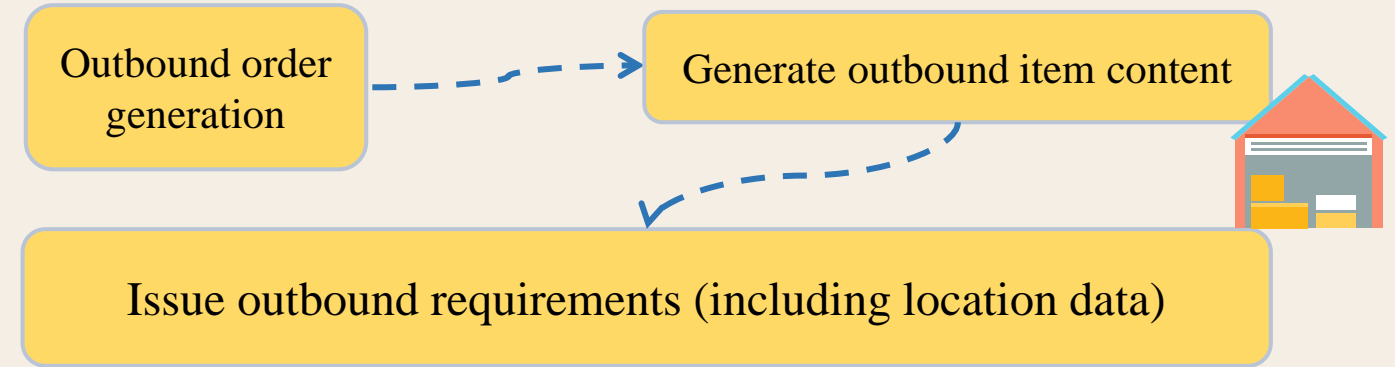 Outbound order
generation
Generate outbound item content
Issue outbound requirements (including location data)